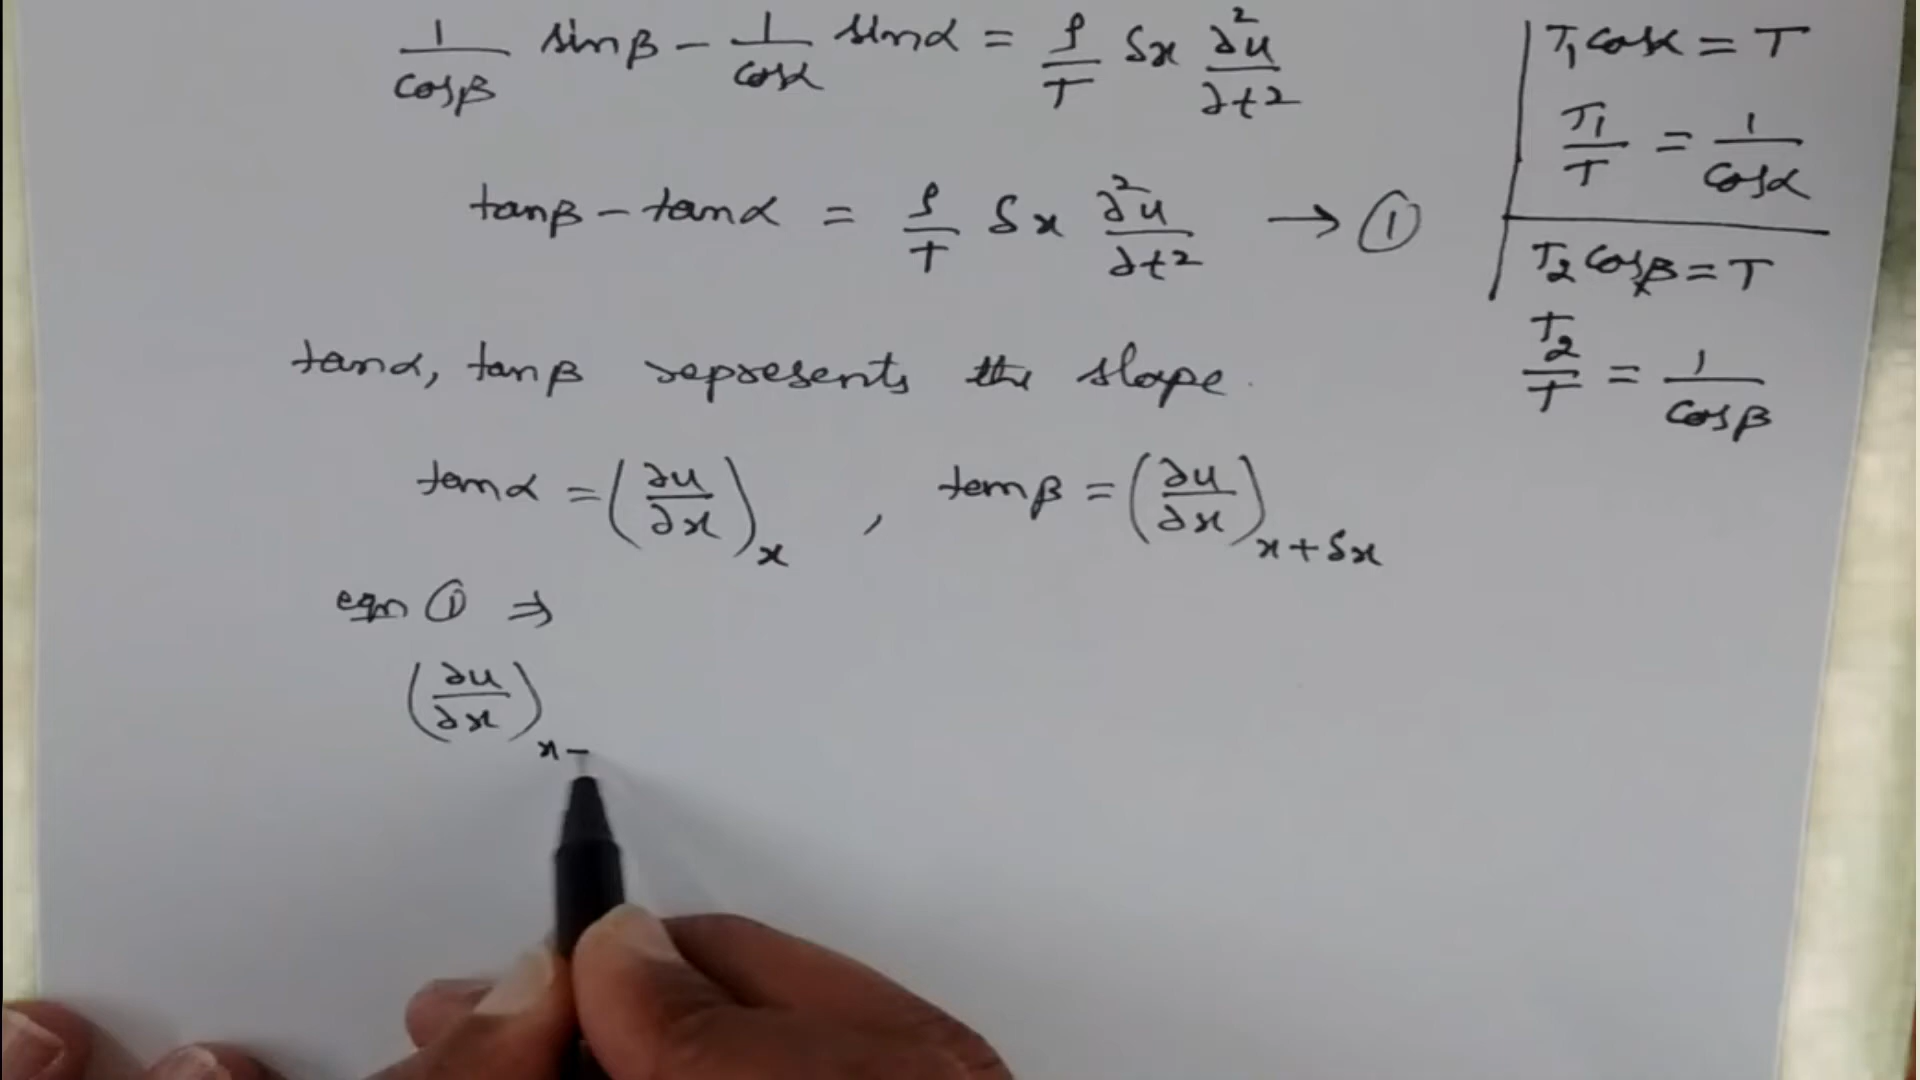 1/cosβ sinβ - 1/cosα sinα = ρ/T δx ∂²u/∂t²
tanβ - tanα = ρ/T δx ∂²u/∂t² → ①
tanα, tanβ represents the slope.
tanα = (∂u/∂x)ₓ , tanβ = (∂u/∂x)ₓ₊δₓ
eqn ① ⇒
(∂u/∂x)ₓ₋
T₁cosα = T
T₁/T = 1/cosα
T₂cosβ = T
T₂/T = 1/cosβ